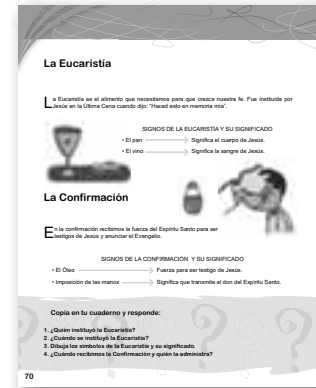 La Eucaristía
La Eucaristía es el alimento que necesitamos para que crezca nuestra fe. Fue instituida por
Jesús en la Última Cena cuando dijo: "Haced esto en memoria mía".
SIGNOS DE LA EUCARISTÍA Y SU SIGNIFICADO
• El pan Significa el cuerpo de Jesús.
• El vino Significa la sangre de Jesús.
La Confirmación
En la confirmación recibimos la fuerza del Espíritu Santo para ser
testigos de Jesús y anunciar el Evangelio.
SIGNOS DE LA CONFIRMACIÓN Y SU SIGNIFICADO
• El Óleo Fuerza para ser testigo de Jesús.
• Imposición de las manos Significa que transmite el don del Espíritu Santo.
Copia en tu cuaderno y responde:
1. ¿Quién instituyó la Eucaristía?
2. ¿Cuándo se instituyó la Eucaristía?
3. Dibuja los símbolos de la Eucaristía y su significado.
4. ¿Cuándo recibimos la Confirmación y quién la administra?
70